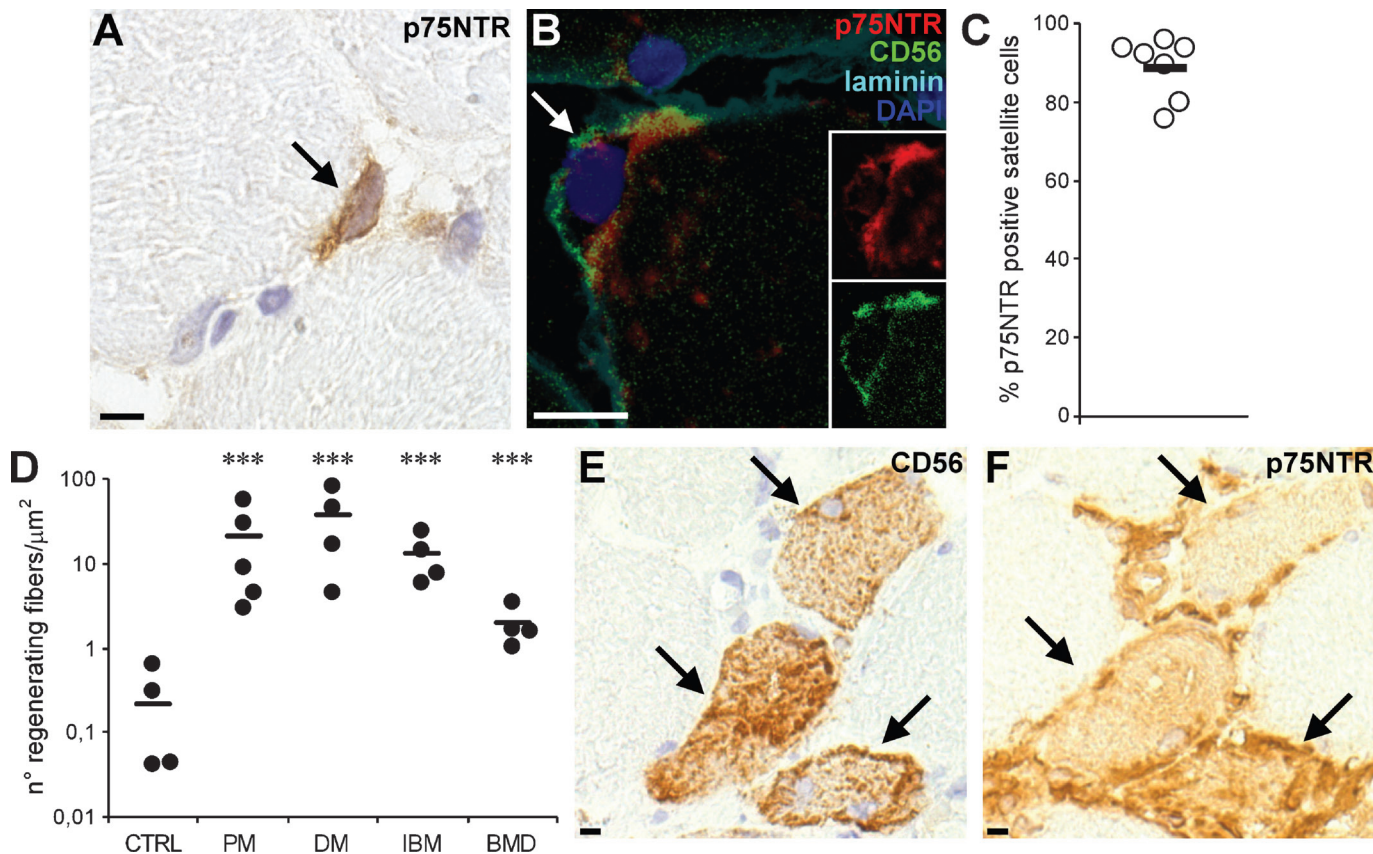 A
p75NTR
B
p75NTR
CD56
laminin
DAPI
C
% p75NTR positive satellite cells
100
80
60
40
20
0
D
n° regenerating fibers/µm²
*** *** *** ***
100
10
1
0,1
0,01
CTRL PM DM IBM BMD
E
CD56
F
p75NTR